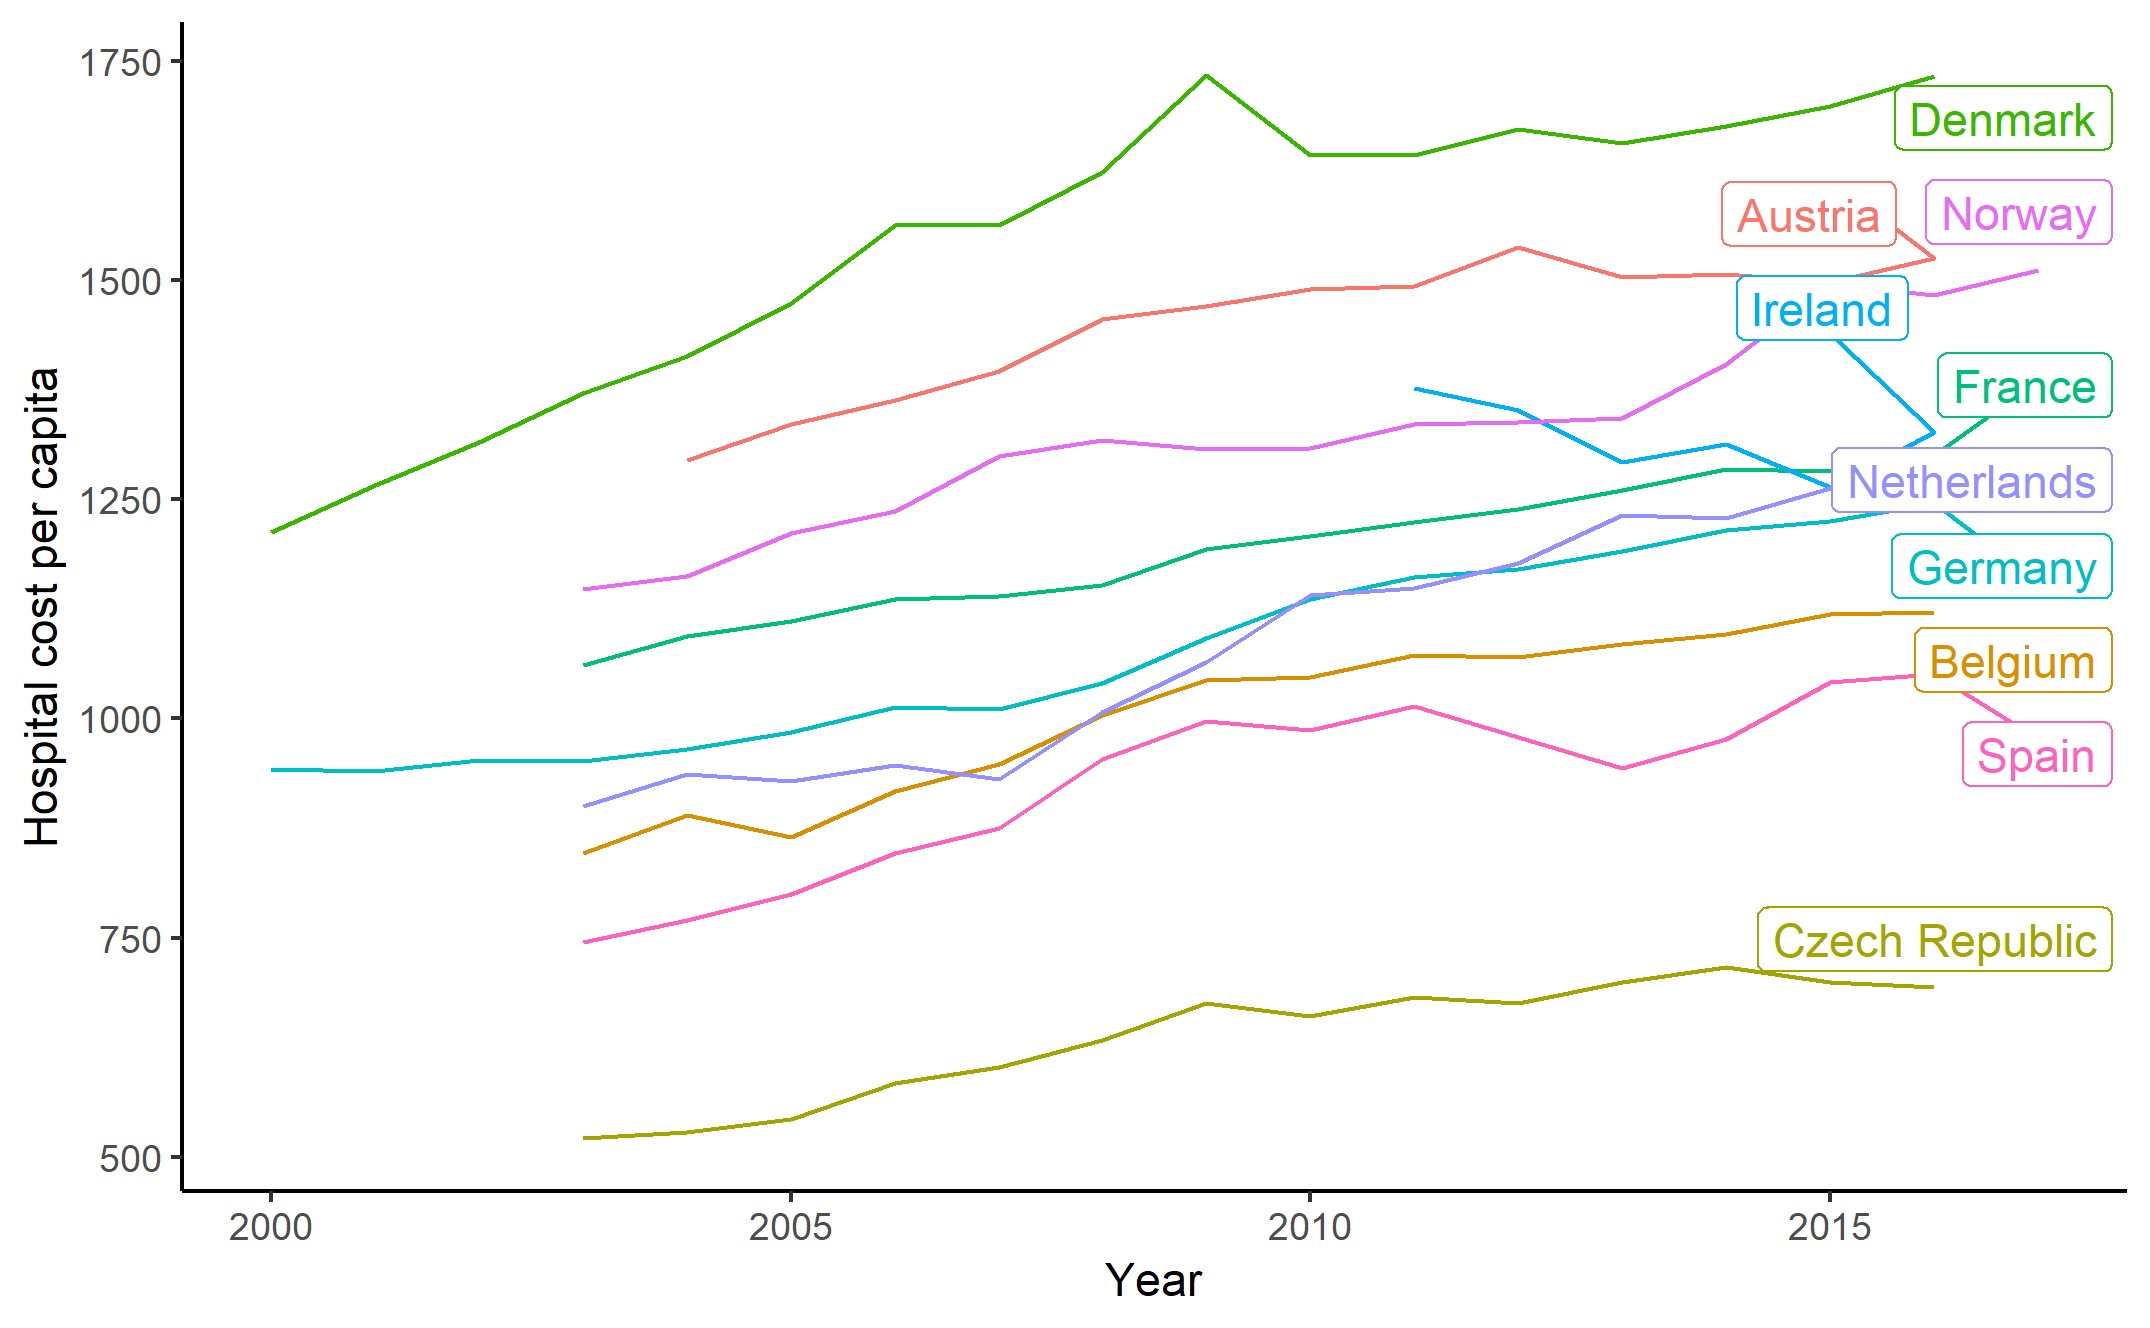 1750
1500
1250
1000
750
500
Hospital cost per capita
Denmark
Austria
Norway
Ireland
France
Netherlands
Germany
Belgium
Spain
Czech Republic
2000 2005 2010 2015
Year